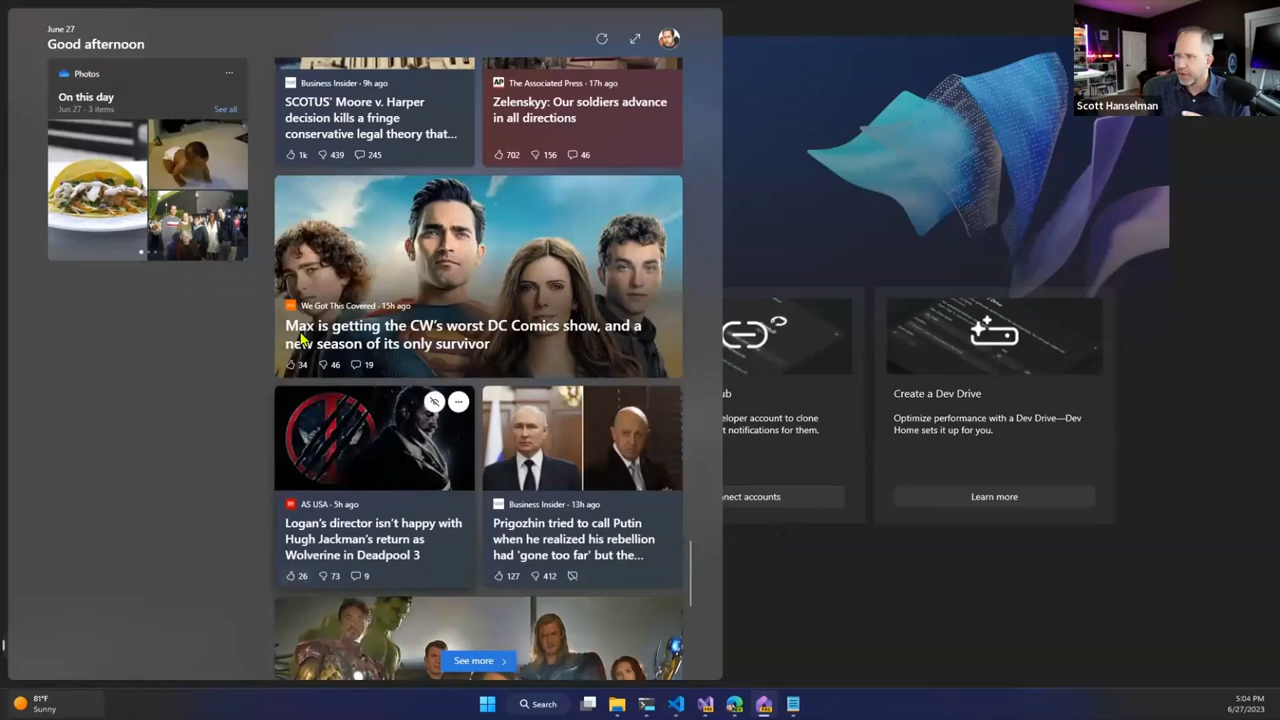 June 27
Good afternoon
Photos
On this day
Jun 27 - 3 items
See all
Business Insider - 9h ago
SCOTUS' Moore v. Harper
decision kills a fringe
conservative legal theory that...
1k 439 245
AP The Associated Press - 17h ago
Zelenskyy: Our soldiers advance
in all directions
702 156 46
We Got This Covered - 15h ago
Max is getting the CW's worst DC Comics show, and a
new season of its only survivor
34 46 19
AS USA - 5h ago
Logan's director isn't happy with
Hugh Jackman's return as
Wolverine in Deadpool 3
26 73 9
Business Insider - 13h ago
Prigozhin tried to call Putin
when he realized his rebellion
had 'gone too far' but the...
127 412
See more
Scott Hanselman
ub
eloper account to clone
t notifications for them.
nect accounts
Create a Dev Drive
Optimize performance with a Dev Drive—Dev
Home sets it up for you.
Learn more
81°F
Sunny
Search
5:04 PM
6/27/2023